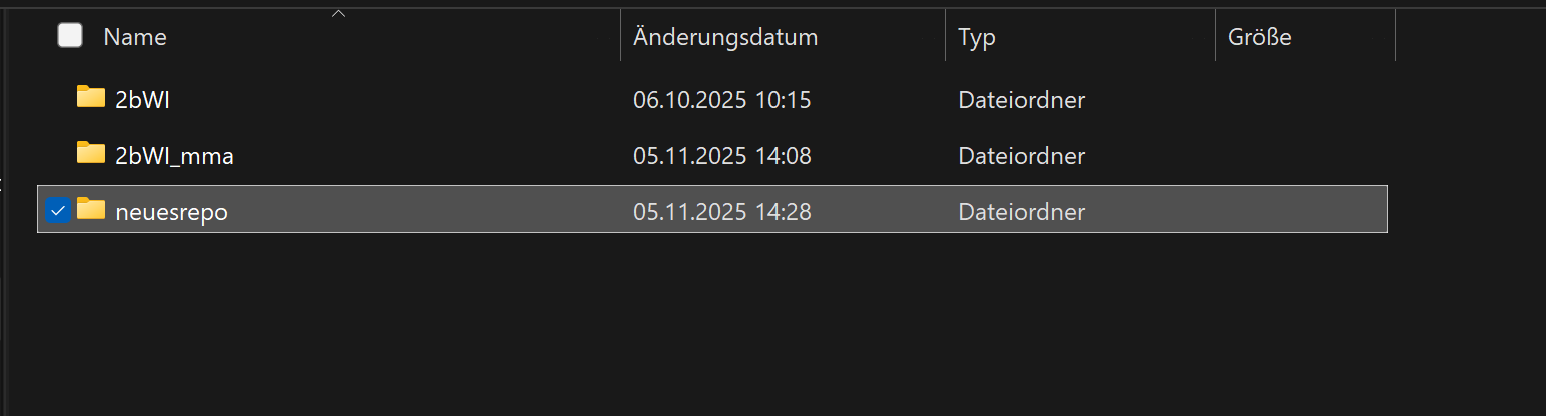 Name Änderungsdatum Typ Größe
2bWI 06.10.2025 10:15 Dateiordner
2bWI_mma 05.11.2025 14:08 Dateiordner
neuesrepo 05.11.2025 14:28 Dateiordner